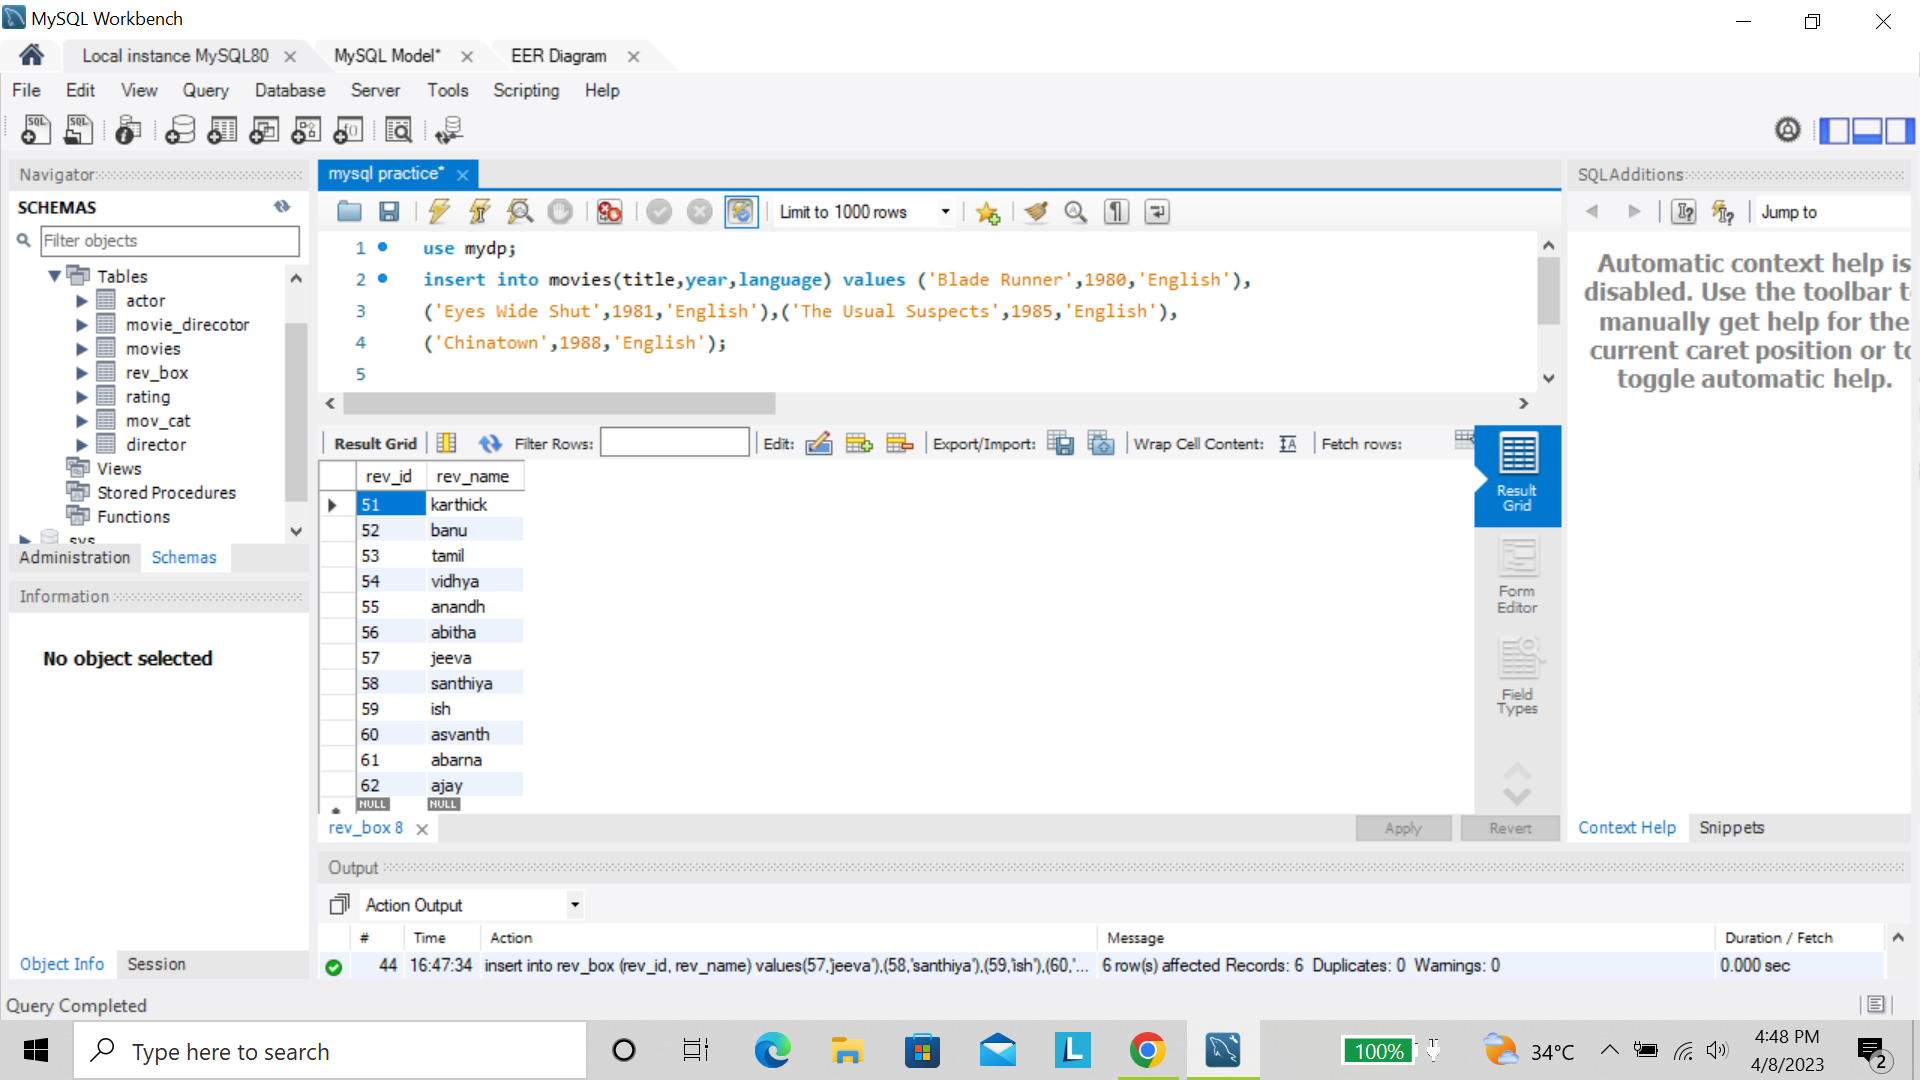 MySQL Workbench
Local instance MySQL80
MySQL Model*
EER Diagram
File Edit View Query Database Server Tools Scripting Help
Navigator
SCHEMAS
Filter objects
Tables
actor
movie_direcotor
movies
rev_box
rating
mov_cat
director
Views
Stored Procedures
Functions
sys
Administration Schemas
Information
No object selected
Object Info Session
mysql practice*
Limit to 1000 rows
1 use mydp;
2 insert into movies(title,year,language) values ('Blade Runner',1980,'English'),
3 ('Eyes Wide Shut',1981,'English'),('The Usual Suspects',1985,'English'),
4 ('Chinatown',1988,'English');
5
Result Grid Filter Rows: Edit: Export/Import: Wrap Cell Content: Fetch rows:
rev_id rev_name
51 karthick
52 banu
53 tamil
54 vidhya
55 anandh
56 abitha
57 jeeva
58 santhiya
59 ish
60 asvanth
61 abarna
62 ajay
NULL NULL
Result
Grid
Form
Editor
Field
Types
rev_box 8
Apply Revert
SQLAdditions
Jump to
Automatic context help is
disabled. Use the toolbar t
manually get help for the
current caret position or to
toggle automatic help.
Context Help Snippets
Output
Action Output
# Time Action Message Duration / Fetch
44 16:47:34 insert into rev_box (rev_id, rev_name) values(57,'jeeva'),(58,'santhiya'),(59,'ish'),(60,'... 6 row(s) affected Records: 6 Duplicates: 0 Warnings: 0 0.000 sec
Query Completed
Type here to search
100%
34°C
4:48 PM
4/8/2023
2